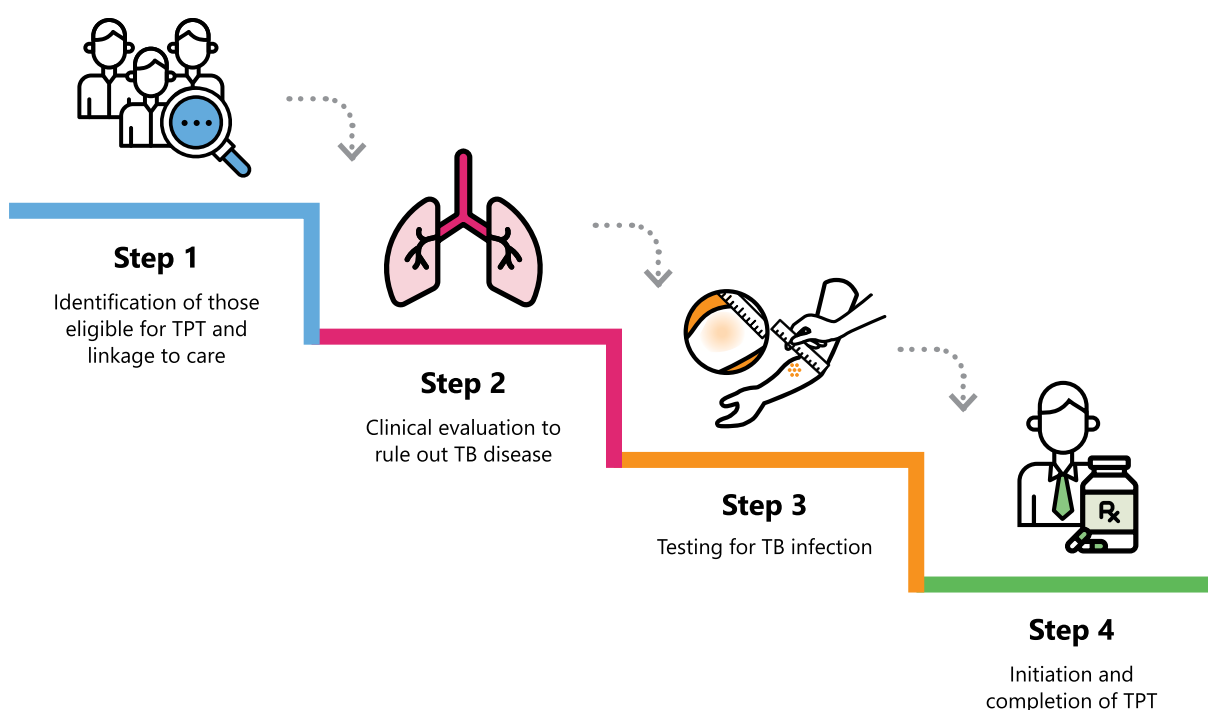 Step 1
Identification of those
eligible for TPT and
linkage to care
Step 2
Clinical evaluation to
rule out TB disease
Step 3
Testing for TB infection
Rx
Step 4
Initiation and
completion of TPT